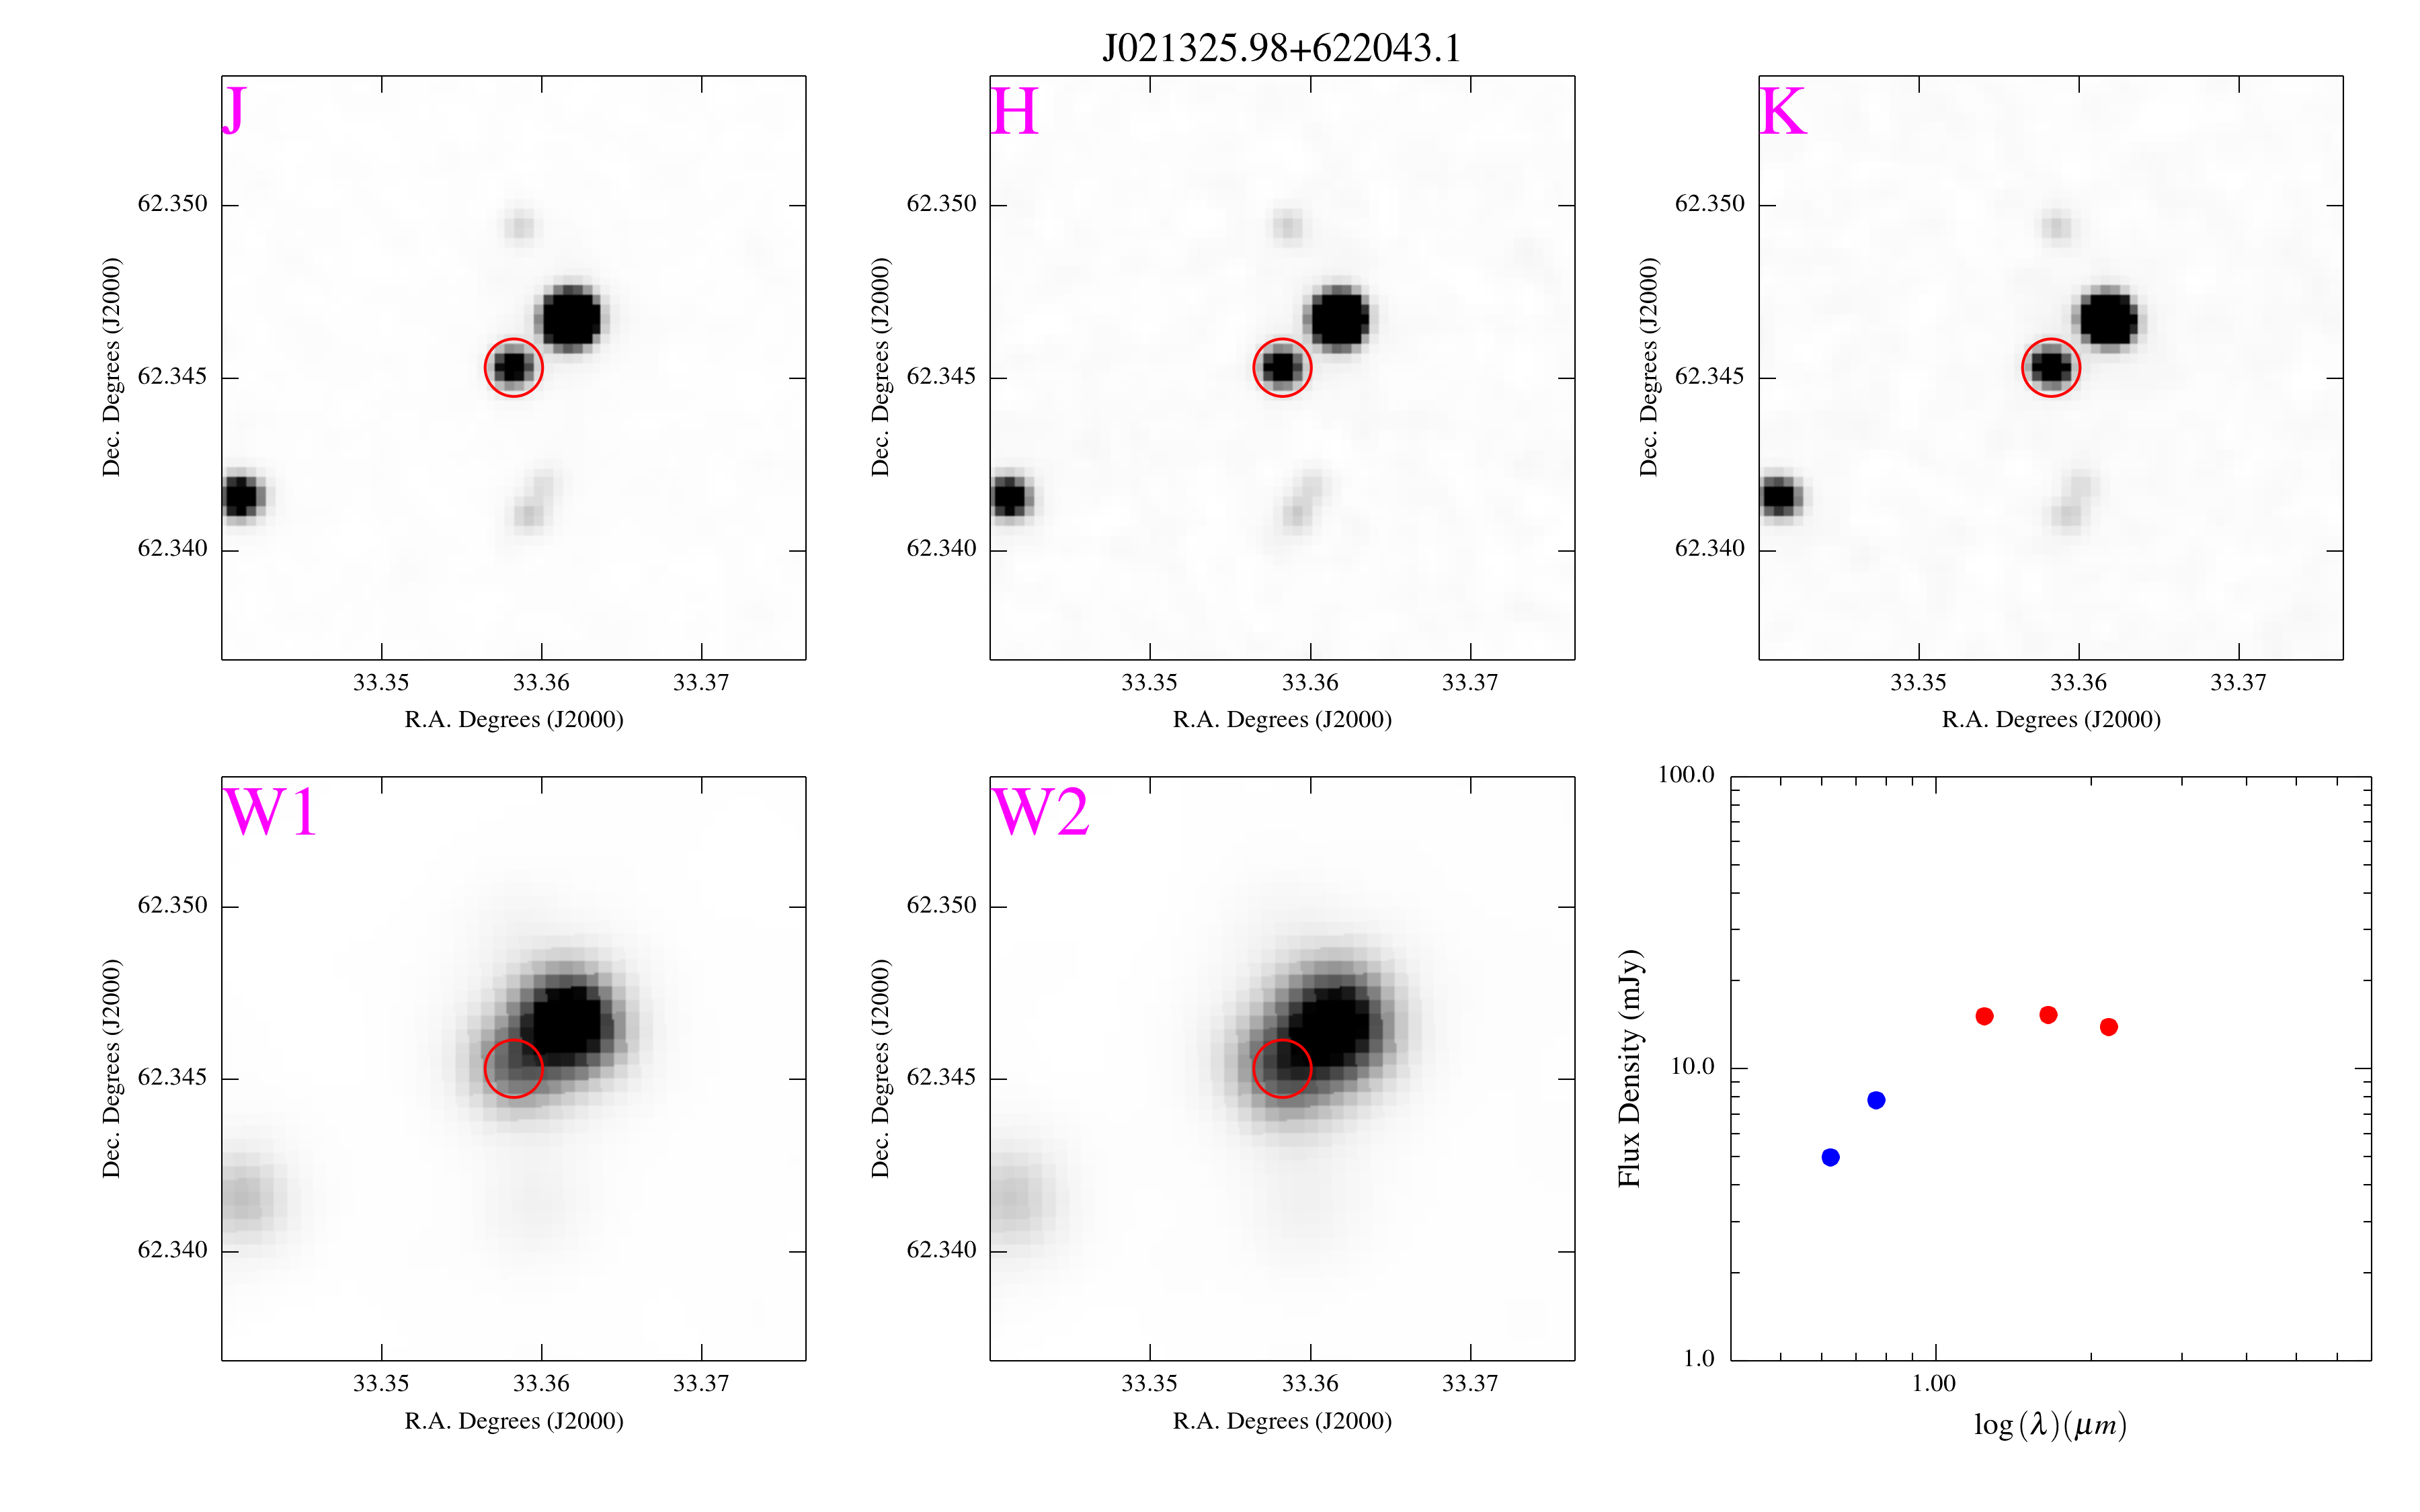 J021325.98+622043.1
J
62.350
62.345
62.340
Dec. Degrees (J2000)
33.35 33.36 33.37
R.A. Degrees (J2000)
H
62.350
62.345
62.340
Dec. Degrees (J2000)
33.35 33.36 33.37
R.A. Degrees (J2000)
K
62.350
62.345
62.340
Dec. Degrees (J2000)
33.35 33.36 33.37
R.A. Degrees (J2000)
W1
62.350
62.345
62.340
Dec. Degrees (J2000)
33.35 33.36 33.37
R.A. Degrees (J2000)
W2
62.350
62.345
62.340
Dec. Degrees (J2000)
33.35 33.36 33.37
R.A. Degrees (J2000)
100.0
10.0
1.0
Flux Density (mJy)
1.00
log (λ)(μm)